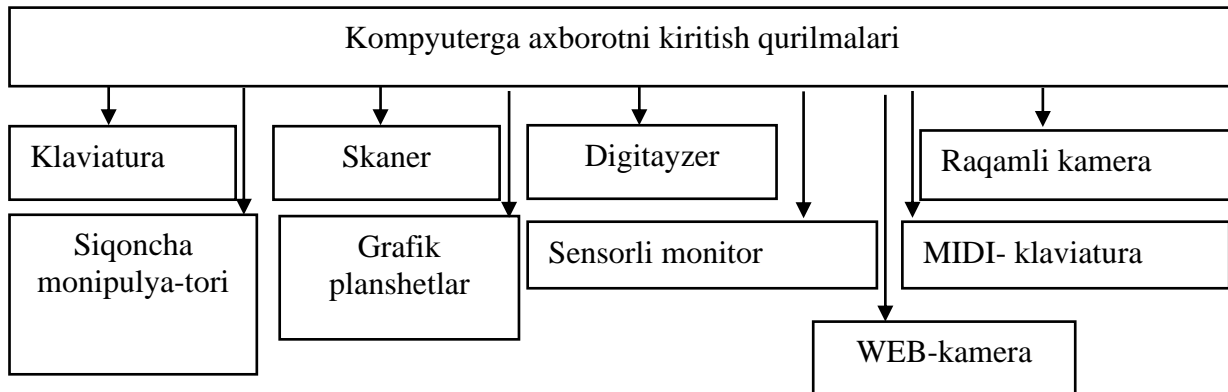 Kompyuterga axborotni kiritish qurilmalari
Klaviatura
Skaner
Digitayzer
Raqamli kamera
Siqoncha
monipulya-tori
Grafik
planshetlar
Sensorli monitor
MIDI- klaviatura
WEB-kamera